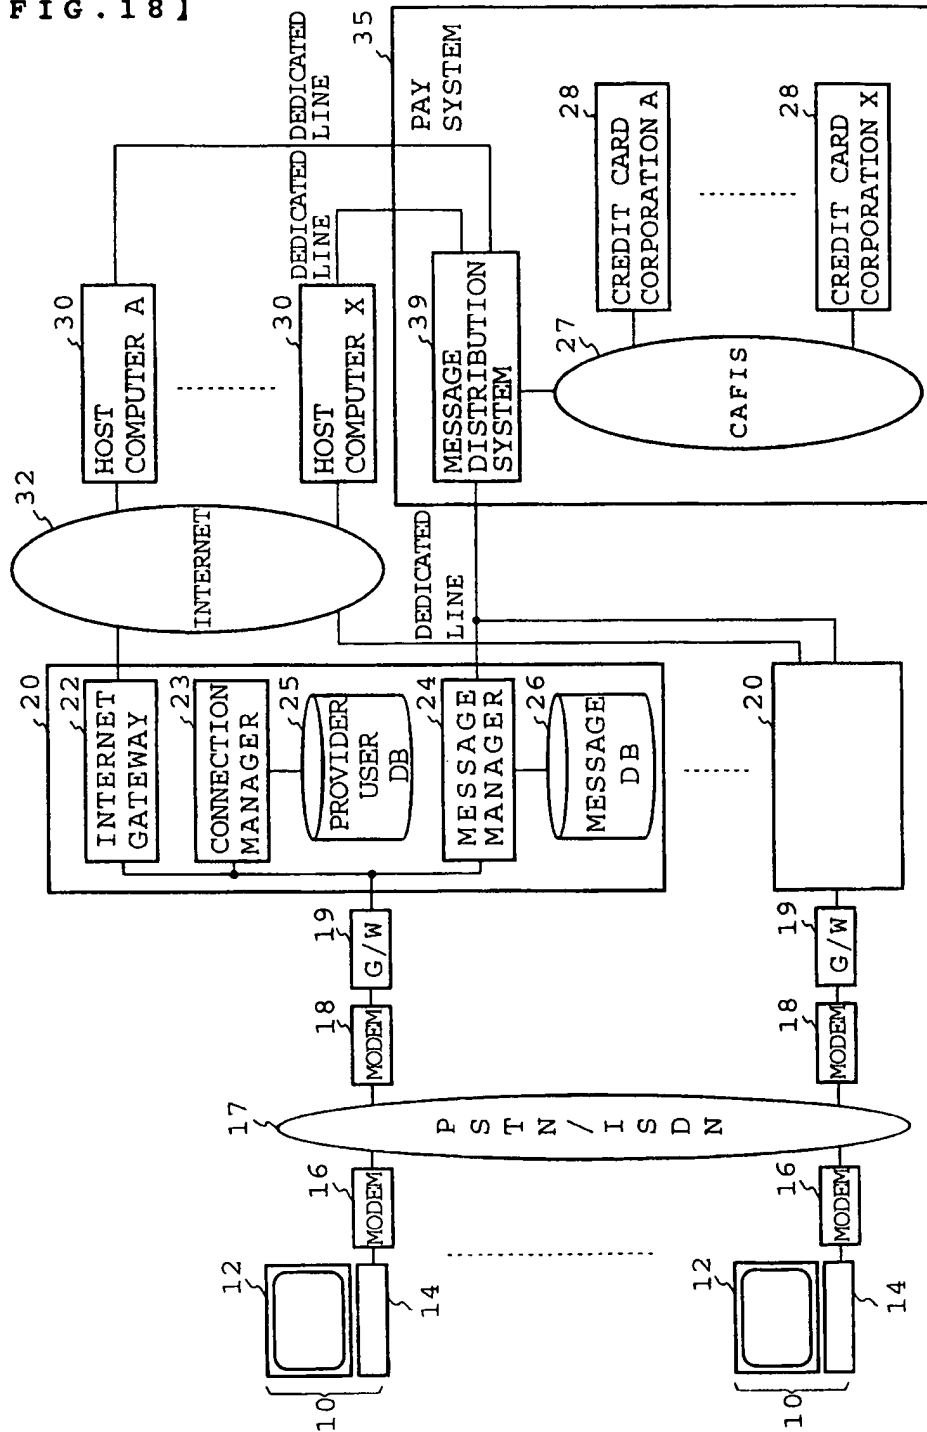 FIG.18】
10
12
14
16
MODEM
10
12
14
16
MODEM
17
PSTN/ISDN
18
MODEM
19
G/W
18
MODEM
19
G/W
20
22
INTERNET
GATEWAY
23
CONNECTION
MANAGER
25
PROVIDER
USER
DB
24
MESSAGE
MANAGER
26
MESSAGE
DB
20
32
INTERNET
DEDICATED
LINE
30
HOST
COMPUTER A
30
HOST
COMPUTER X
DEDICATED
LINE
DEDICATED
LINE
35
PAY
SYSTEM
39
MESSAGE
DISTRIBUTION
SYSTEM
27
CAFIS
28
CREDIT CARD
CORPORATION A
28
CREDIT CARD
CORPORATION X